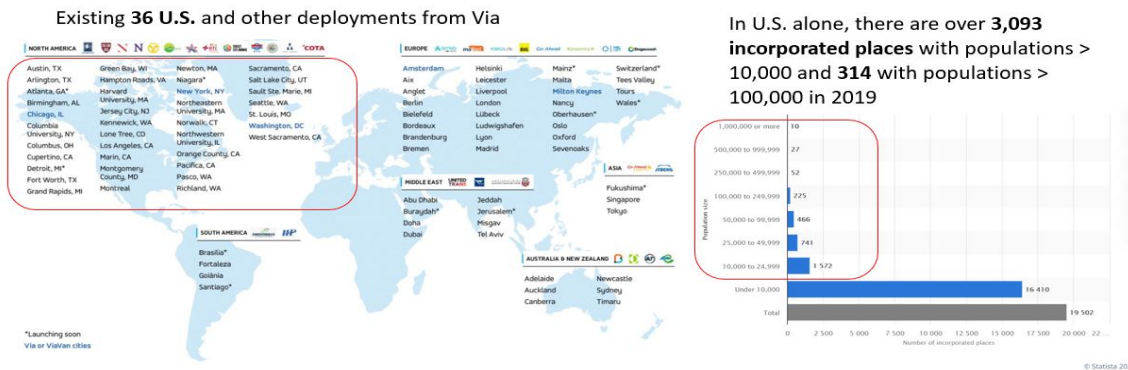 Existing 36 U.S. and other deployments from Via
NORTH AMERICA
COTA
Austin, TX
Arlington, TX
Atlanta, GA*
Birmingham, AL
Chicago, IL
Columbia
University, NY
Columbus, OH
Cupertino, CA
Detroit, MI*
Fort Worth, TX
Grand Rapids, MI
Green Bay, WI
Hampton Roads, VA
Harvard
University, MA
Jersey City, NJ
Kennewick, WA
Lone Tree, CO
Los Angeles, CA
Marin, CA
Montgomery
County, MD
Montreal
Newton, MA
Niagara*
New York, NY
Northeastern
University, MA
Norwalk, CT
Northwestern
University, IL
Orange County, CA
Pacifica, CA
Pasco, WA
Richland, WA
Sacramento, CA
Salt Lake City, UT
Sault Ste. Marie, MI
Seattle, WA
St. Louis, MO
Washington, DC
West Sacramento, CA
EUROPE
Go-Ahead
Stagecoach
Amsterdam
Aix
Anglet
Berlin
Bielefeld
Bordeaux
Brandenburg
Bremen
Helsinki
Leicester
Liverpool
London
Lübeck
Ludwigshafen
Lyon
Madrid
Mainz*
Malta
Milton Keynes
Nancy
Oberhausen*
Oslo
Oxford
Sevenoaks
Switzerland*
Tees Valley
Tours
Wales*
MIDDLE EAST
UNITED
TRANS
Abu Dhabi
Buraydah*
Doha
Dubai
Jeddah
Jerusalem*
Misgav
Tel Aviv
ASIA
Go-Ahead
Fukushima*
Singapore
Tokyo
SOUTH AMERICA
Brasília*
Fortaleza
Goiânia
Santiago*
AUSTRALIA & NEW ZEALAND
AT
Adelaide
Auckland
Canberra
Newcastle
Sydney
Timaru
*Launching soon
Via or ViaVan cities
In U.S. alone, there are over 3,093
incorporated places with populations >
10,000 and 314 with populations >
100,000 in 2019
Population size
1,000,000 or more 10
500,000 to 999,999 27
250,000 to 499,999 52
100,000 to 249,999 225
50,000 to 99,999 466
25,000 to 49,999 741
10,000 to 24,999 1 572
Under 10,000 16 410
Total 19 502
0 2 500 5 000 7 500 10 000 12 500 15 000 17 500 20 000 22 ...
Number of incorporated places
© Statista 20